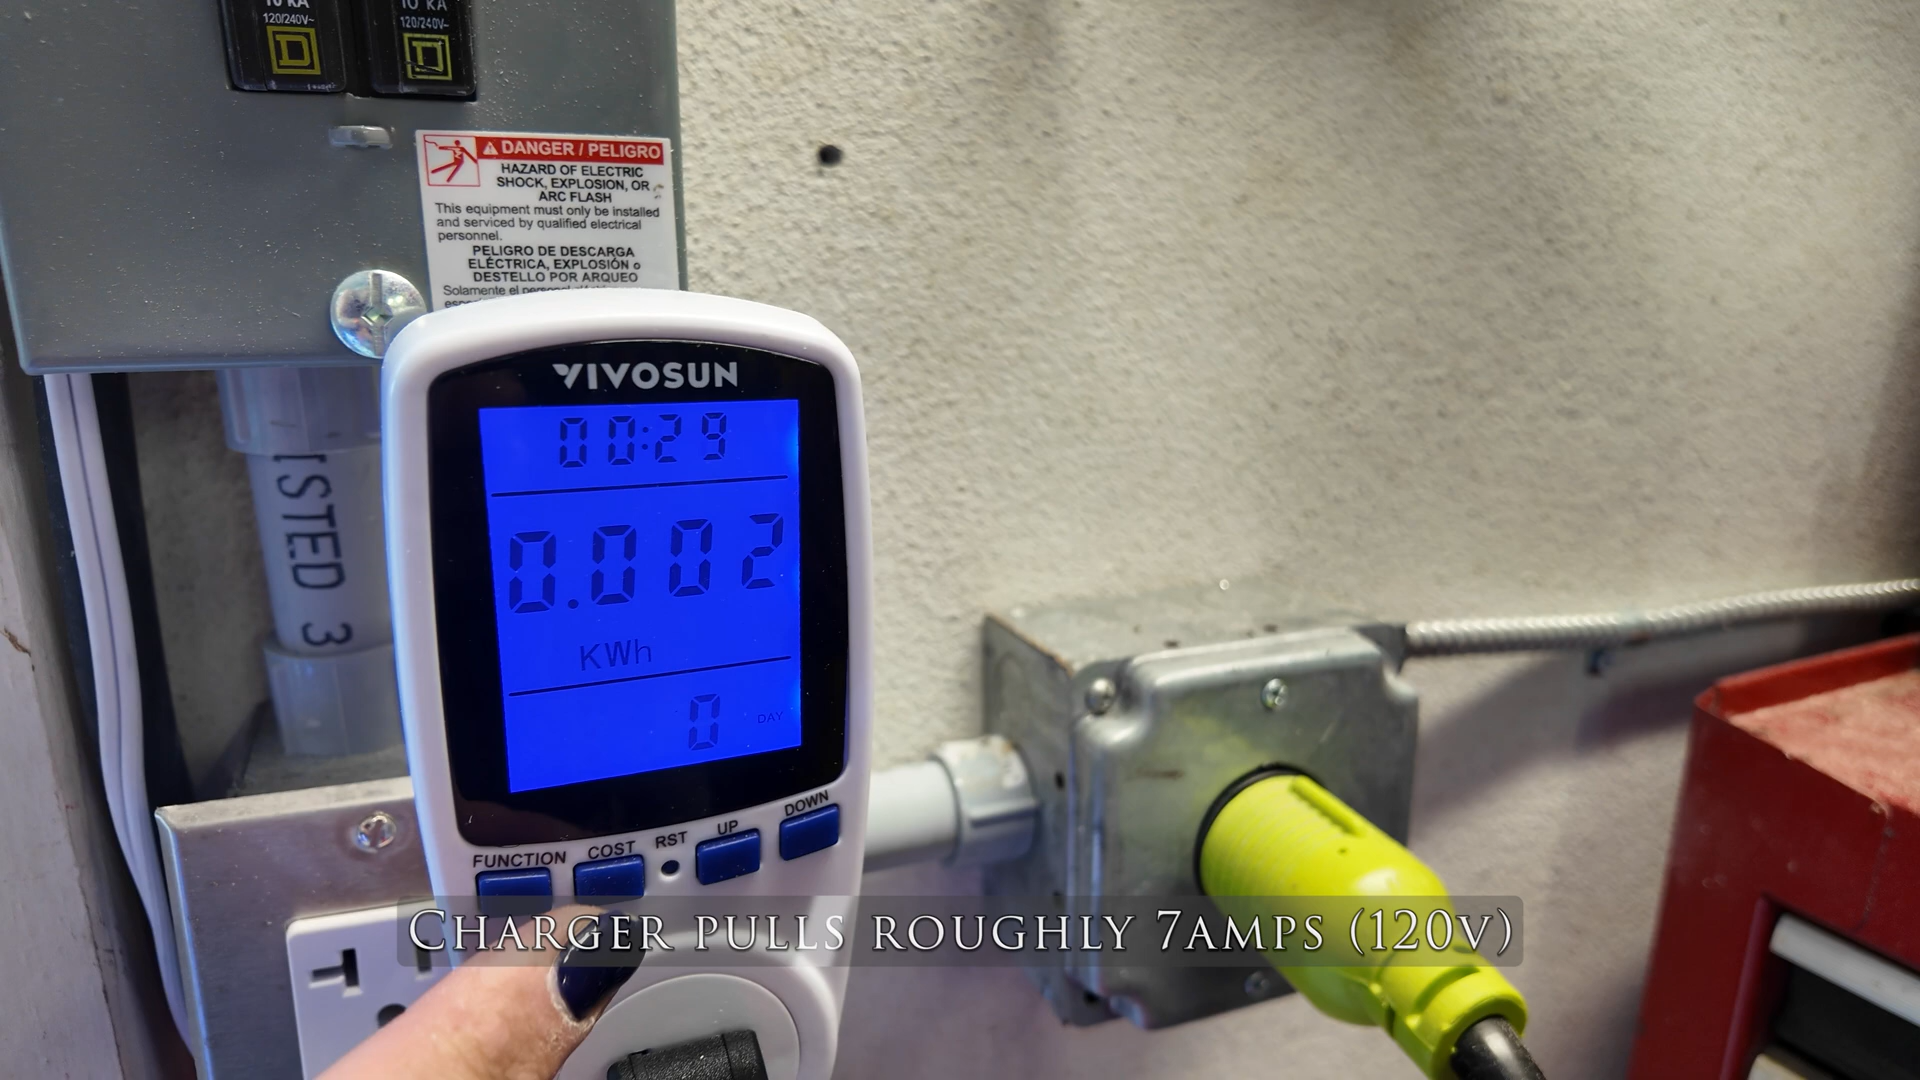 10 kA
120/240V~
10 kA
120/240V~
DANGER / PELIGRO
HAZARD OF ELECTRIC
SHOCK, EXPLOSION, OR
ARC FLASH
This equipment must only be installed
and serviced by qualified electrical
personnel.
PELIGRO DE DESCARGA
ELÉCTRICA, EXPLOSIÓN o
DESTELLO POR ARQUEO
Solamente el personal
VIVOSUN
00:29
0.002
KWh
0 DAY
FUNCTION COST RST UP DOWN
STED 3
CHARGER PULLS ROUGHLY 7AMPS (120V)